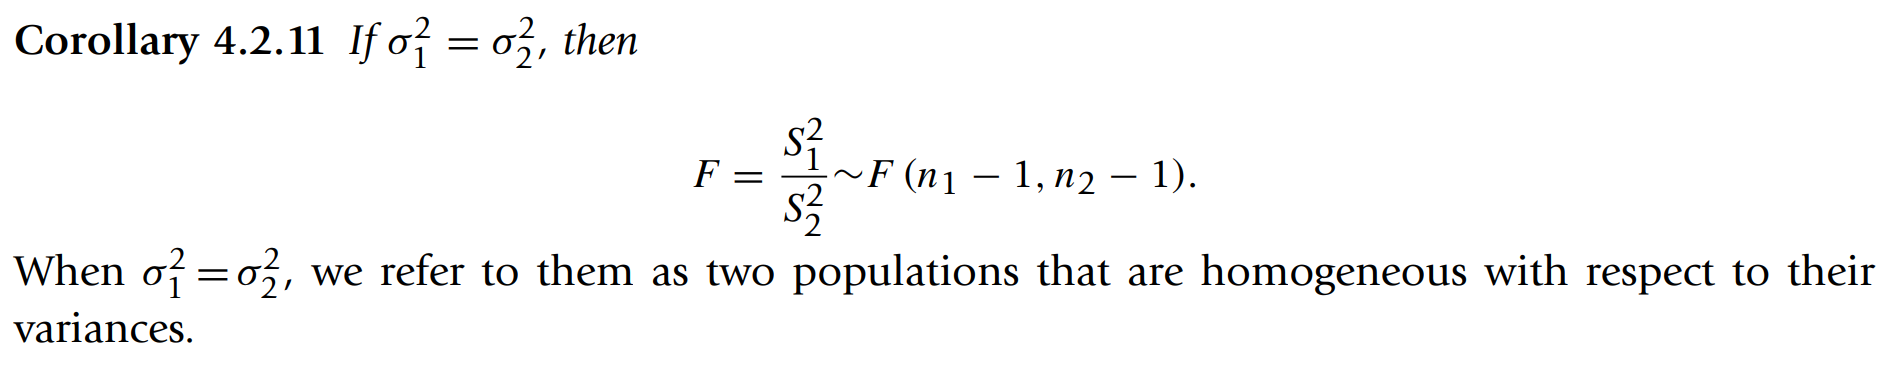 Corollary 4.2.11 If σ₁² = σ₂², then
F = S₁²/S₂² ~ F (n₁ − 1, n₂ − 1).
When σ₁² = σ₂², we refer to them as two populations that are homogeneous with respect to their
variances.